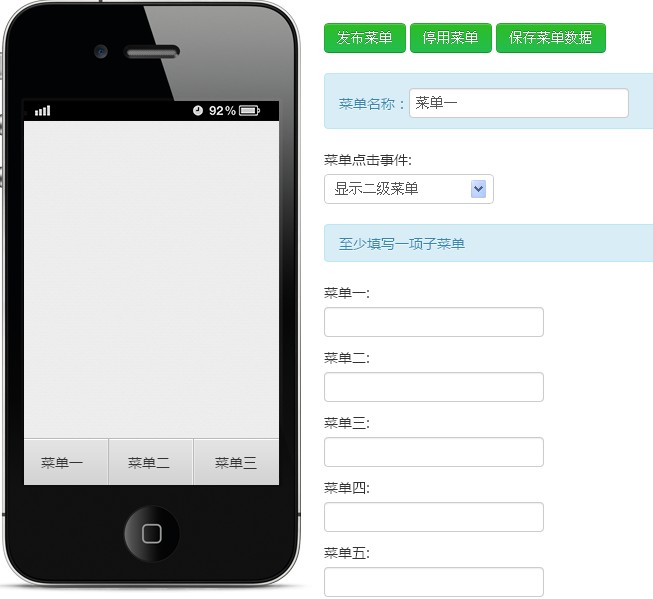 92%
菜单一
菜单二
菜单三
发布菜单
停用菜单
保存菜单数据
菜单名称：
菜单一
菜单点击事件:
显示二级菜单
至少填写一项子菜单
菜单一:
菜单二:
菜单三:
菜单四:
菜单五: